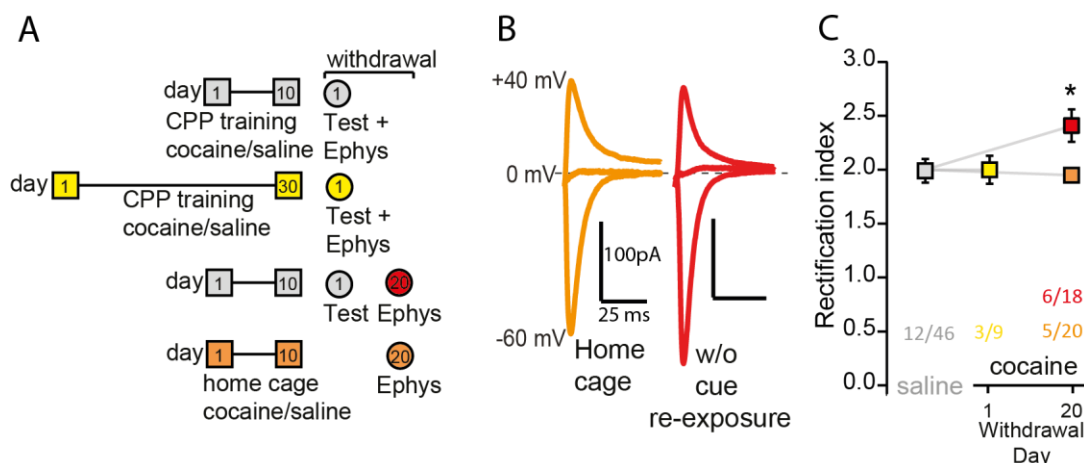 A
withdrawal
day 1 10 1
CPP training
cocaine/saline
Test +
Ephys
day 1 30 1
CPP training
cocaine/saline
Test +
Ephys
day 1 10 1 20
Test Ephys
day 1 10 20
home cage
cocaine/saline
Ephys
B
+40 mV
0 mV
-60 mV
100pA
25 ms
Home
cage
w/o
cue
re-exposure
C
Rectification index
3.0
2.5
2.0
1.5
1.0
0.5
0.0
*
6/18
12/46 3/9 5/20
saline
cocaine
1 20
Withdrawal
Day